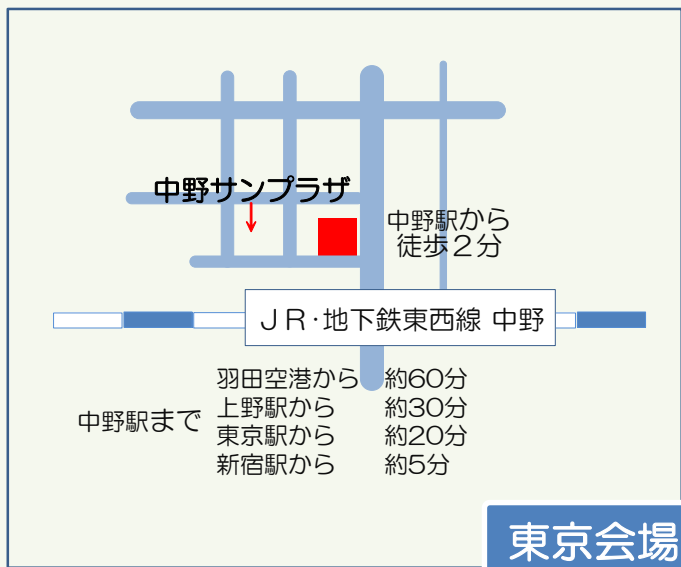 中野サンプラザ
中野駅から
徒歩２分
ＪＲ･地下鉄東西線 中野
中野駅まで
羽田空港から 約60分
上野駅から 約30分
東京駅から 約20分
新宿駅から 約5分
東京会場